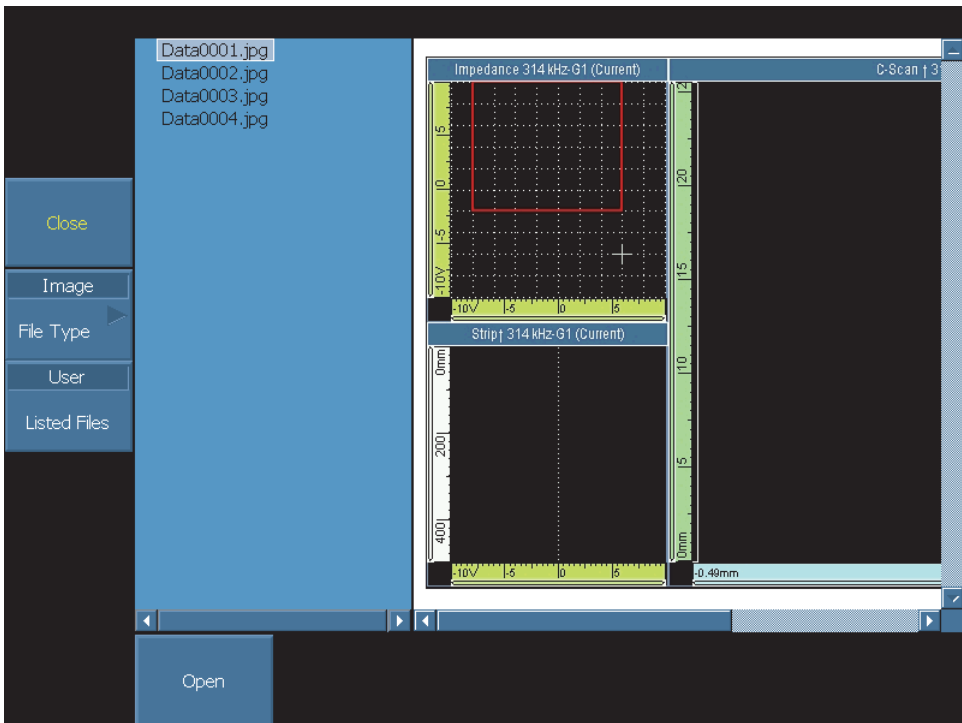 Data0001.jpg
Data0002.jpg
Data0003.jpg
Data0004.jpg
Close
Image
File Type
User
Listed Files
Open
Impedance 314 kHz-G1 (Current)
|5
|0
|-5
-10V
-10V |-5 |0 |5
Strip† 314 kHz-G1 (Current)
0mm
200|
400|
-10V |-5 |0 |5
C-Scan † 3
|2
|20
|15
|10
|5
0mm
-0.49mm